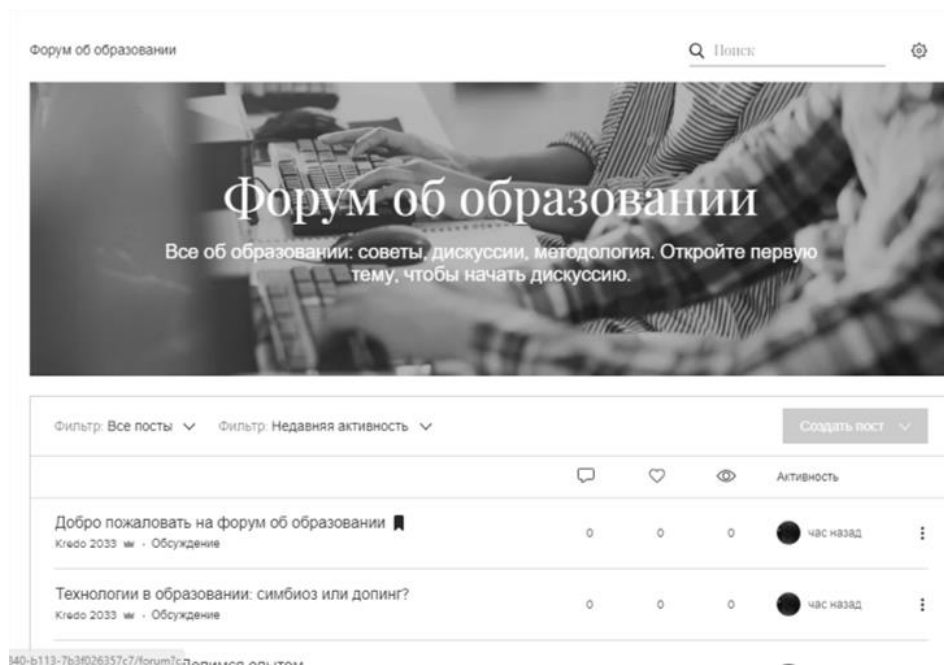 Форум об образовании
Поиск
Форум об образовании
Все об образовании: советы, дискуссии, методология. Откройте первую
тему, чтобы начать дискуссию.
Фильтр: Все посты Фильтр: Недавняя активность Создать пост
Активность
Добро пожаловать на форум об образовании 0 0 0 час назад
Kredo 2033 · Обсуждение
Технологии в образовании: симбиоз или допинг? 0 0 0 час назад
Kredo 2033 · Обсуждение
опытом